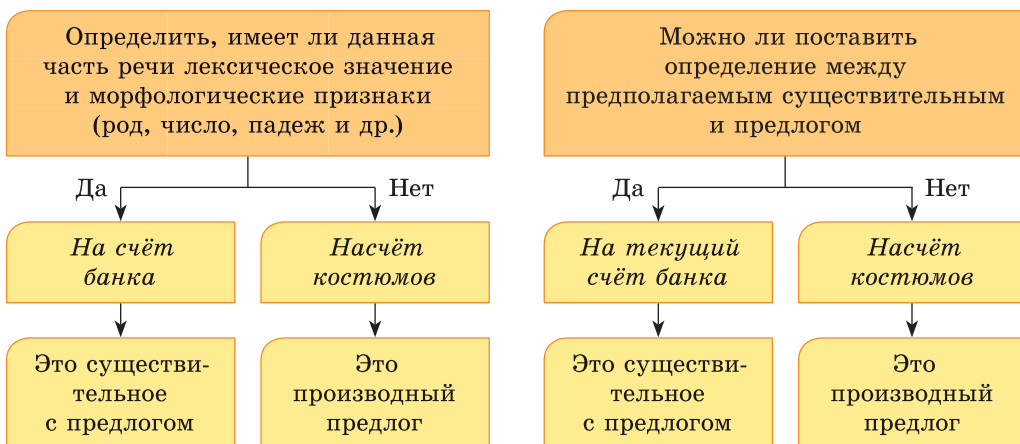 Определить, имеет ли данная
часть речи лексическое значение
и морфологические признаки
(род, число, падеж и др.)
Да
Нет
На счёт
банка
Насчёт
костюмов
Это существи-
тельное
с предлогом
Это
производный
предлог
Можно ли поставить
определение между
предполагаемым существительным
и предлогом
Да
Нет
На текущий
счёт банка
Насчёт
костюмов
Это существи-
тельное
с предлогом
Это
производный
предлог